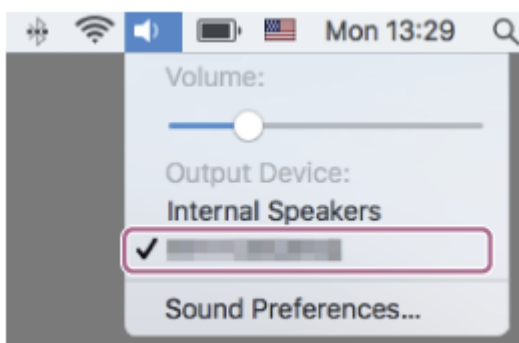 Mon 13:29
Volume:
Output Device:
Internal Speakers
Sound Preferences...